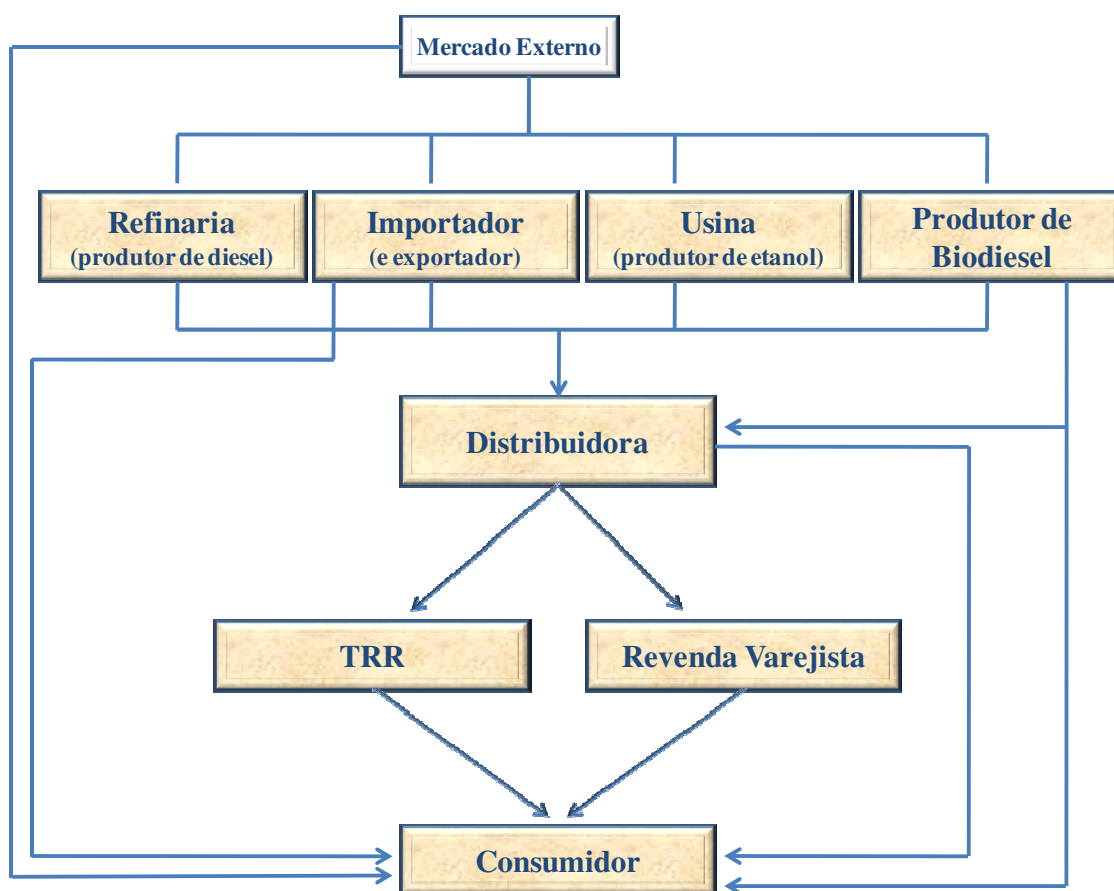 Mercado Externo
Refinaria
(produtor de diesel)
Importador
(e exportador)
Usina
(produtor de etanol)
Produtor de
Biodiesel
Distribuidora
TRR
Revenda Varejista
Consumidor